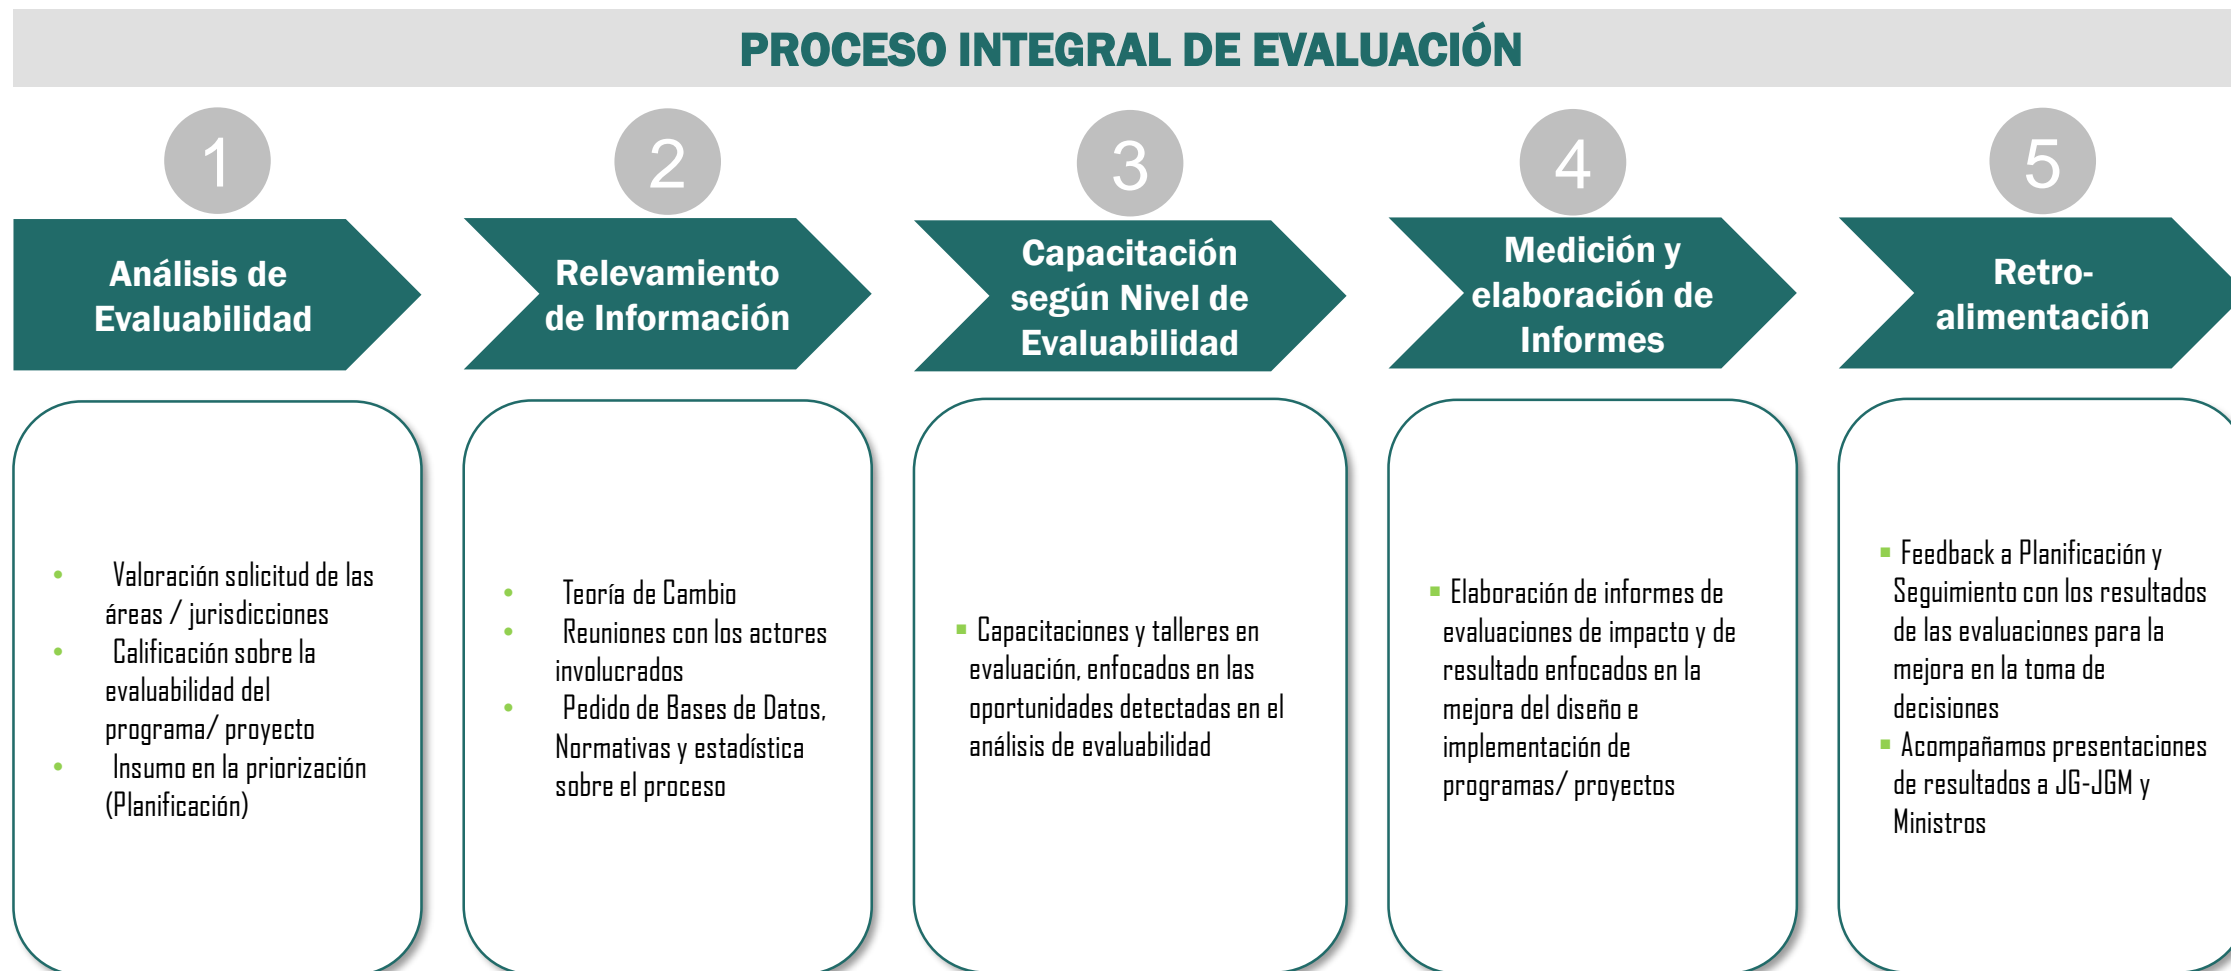 PROCESO INTEGRAL DE EVALUACIÓN
1
Análisis de
Evaluabilidad
• Valoración solicitud de las
áreas / jurisdicciones
• Calificación sobre la
evaluabilidad del
programa/ proyecto
• Insumo en la priorización
(Planificación)
2
Relevamiento
de Información
• Teoría de Cambio
• Reuniones con los actores
involucrados
• Pedido de Bases de Datos,
Normativas y estadística
sobre el proceso
3
Capacitación
según Nivel de
Evaluabilidad
▪ Capacitaciones y talleres en
evaluación, enfocados en las
oportunidades detectadas en el
análisis de evaluabilidad
4
Medición y
elaboración de
Informes
▪ Elaboración de informes de
evaluaciones de impacto y de
resultado enfocados en la
mejora del diseño e
implementación de
programas/ proyectos
5
Retro-
alimentación
▪ Feedback a Planificación y
Seguimiento con los resultados
de las evaluaciones para la
mejora en la toma de
decisiones
▪ Acompañamos presentaciones
de resultados a JG-JGM y
Ministros